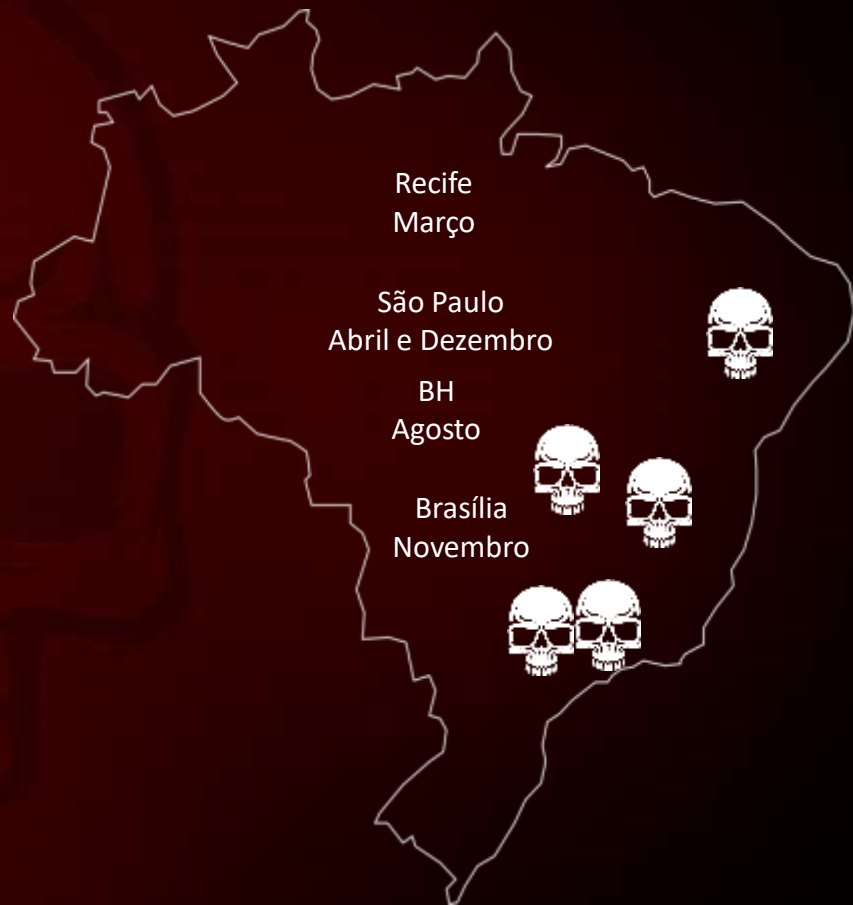 Recife
Março
São Paulo
Abril e Dezembro
BH
Agosto
Brasília
Novembro